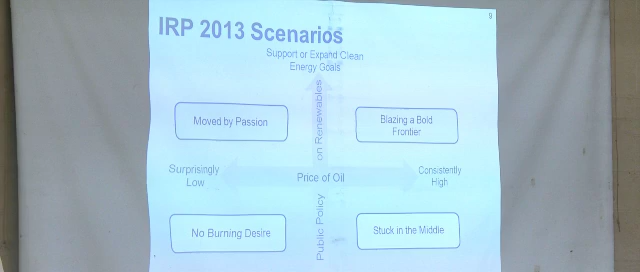 9
IRP 2013 Scenarios
Support or Expand Clean
Energy Goals
Moved by Passion
Blazing a Bold
Frontier
Public Policy on Renewables
Surprisingly
Low
Price of Oil
Consistently
High
No Burning Desire
Stuck in the Middle